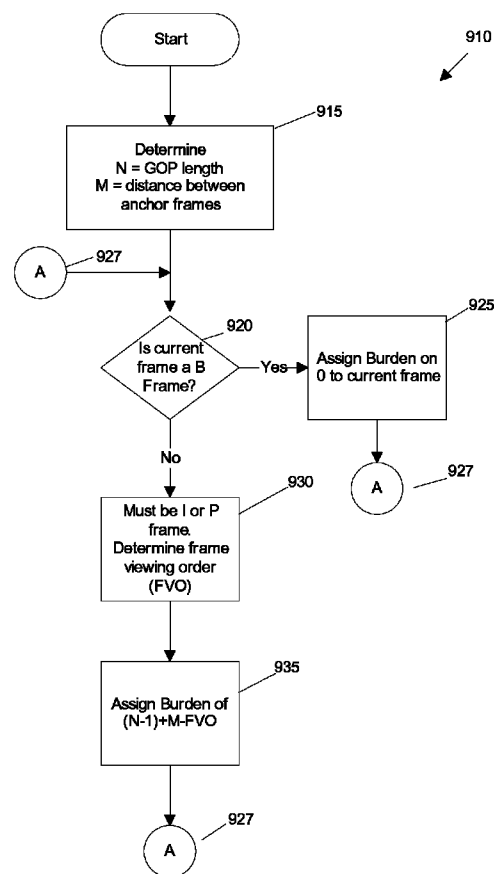 Start
910
915
Determine
N = GOP length
M = distance between
anchor frames
A
927
920
Is current
frame a B
Frame?
Yes
925
Assign Burden on
0 to current frame
A
927
No
930
Must be I or P
frame.
Determine frame
viewing order
(FVO)
935
Assign Burden of
(N-1)+M-FVO
A
927